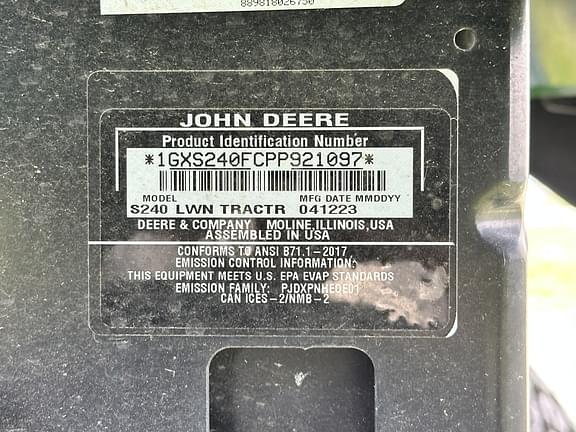 889818026750
JOHN DEERE
Product Identification Number
*1GXS240FCPP921097*
MODEL MFG DATE MMDDYY
S240 LWN TRACTR 041223
DEERE & COMPANY MOLINE,ILLINOIS,USA
ASSEMBLED IN USA
CONFORMS TO ANSI B71.1-2017
EMISSION CONTROL INFORMATION:
THIS EQUIPMENT MEETS U.S. EPA EVAP STANDARDS
EMISSION FAMILY: PJDXPNHEOE01
CAN ICES-2/NMB-2